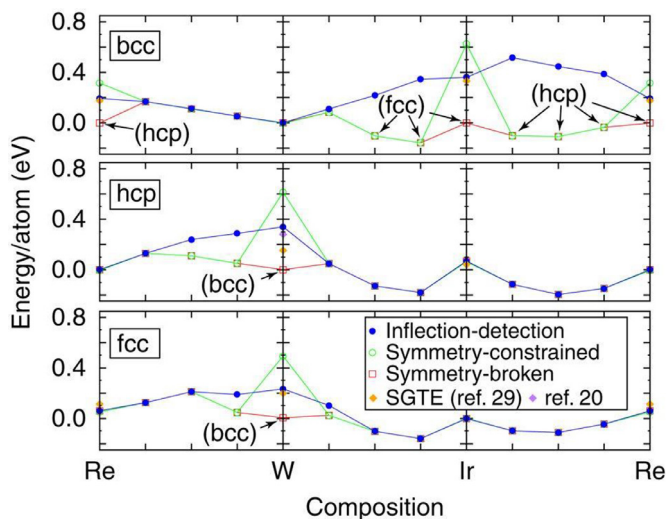 0.8
bcc
0.4
(fcc)
(hcp)
0.0
(hcp)
Energy/atom (eV)
0.8
hcp
0.4
0.0
(bcc)
0.8
fcc
Inflection-detection
Symmetry-constrained
0.4
Symmetry-broken
SGTE (ref. 29) ref. 20
0.0
(bcc)
Re W Ir Re
Composition